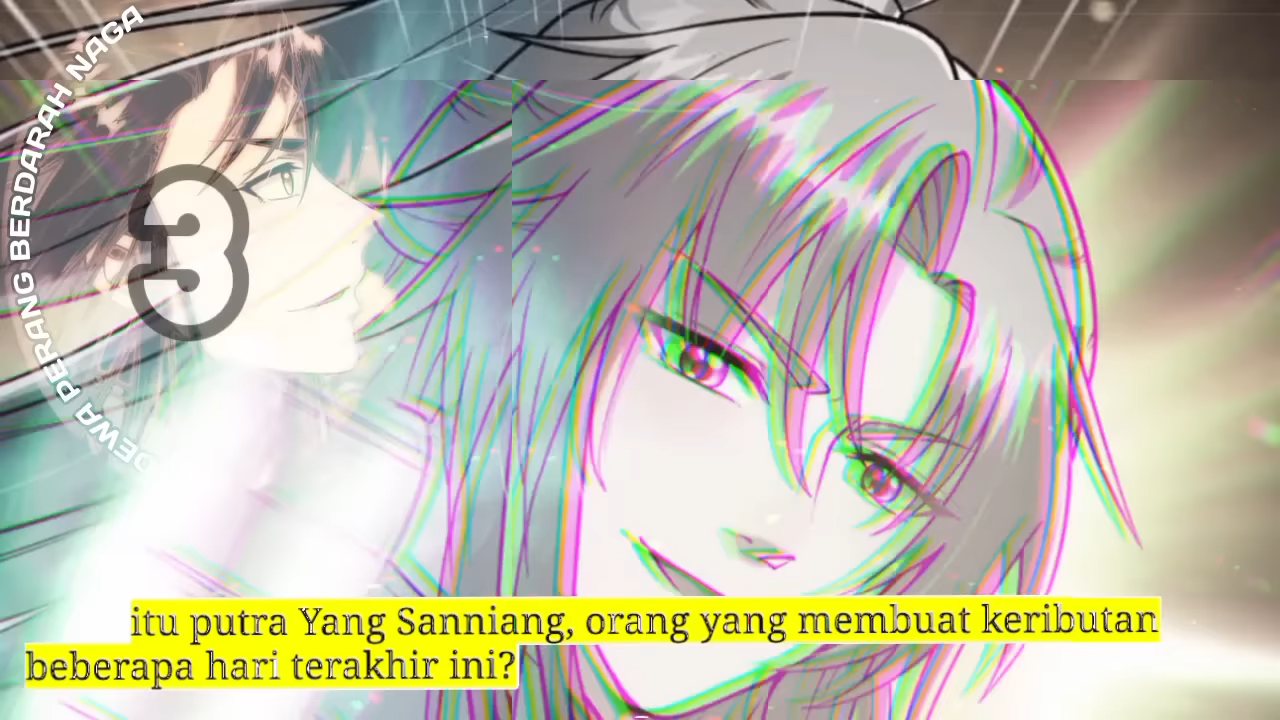 DEWA PERANG BERDARAH NAGA
3
itu putra Yang Sanniang, orang yang membuat keributan
beberapa hari terakhir ini?